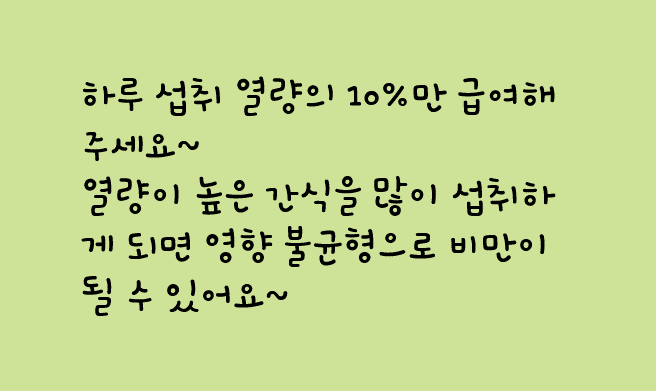 하루 섭취 열량의 10%만 급여해
주세요~
열량이 높은 간식을 많이 섭취하
게 되면 영향 불균형으로 비만이
될 수 있어요~